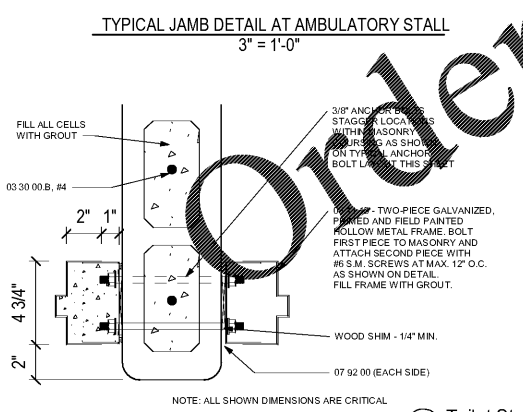 TYPICAL JAMB DETAIL AT AMBULATORY STALL
3" = 1'-0"
FILL ALL CELLS
WITH GROUT
03 30 00.B, #4
2"
1"
4 3/4"
2"
3/8" ANCHOR BOLTS
STAGGER LOCATIONS
WITHIN MASONRY
COURSING AS SHOWN
ON TYPICAL ANCHOR
BOLT LAYOUT THIS SHEET
- TWO-PIECE GALVANIZED,
PRIMED AND FIELD PAINTED
HOLLOW METAL FRAME. BOLT
FIRST PIECE TO MASONRY AND
ATTACH SECOND PIECE WITH
#6 S.M. SCREWS AT MAX. 12" O.C.
AS SHOWN ON DETAIL.
FILL FRAME WITH GROUT.
WOOD SHIM - 1/4" MIN.
07 92 00 (EACH SIDE)
NOTE: ALL SHOWN DIMENSIONS ARE CRITICAL
Toilet
Order